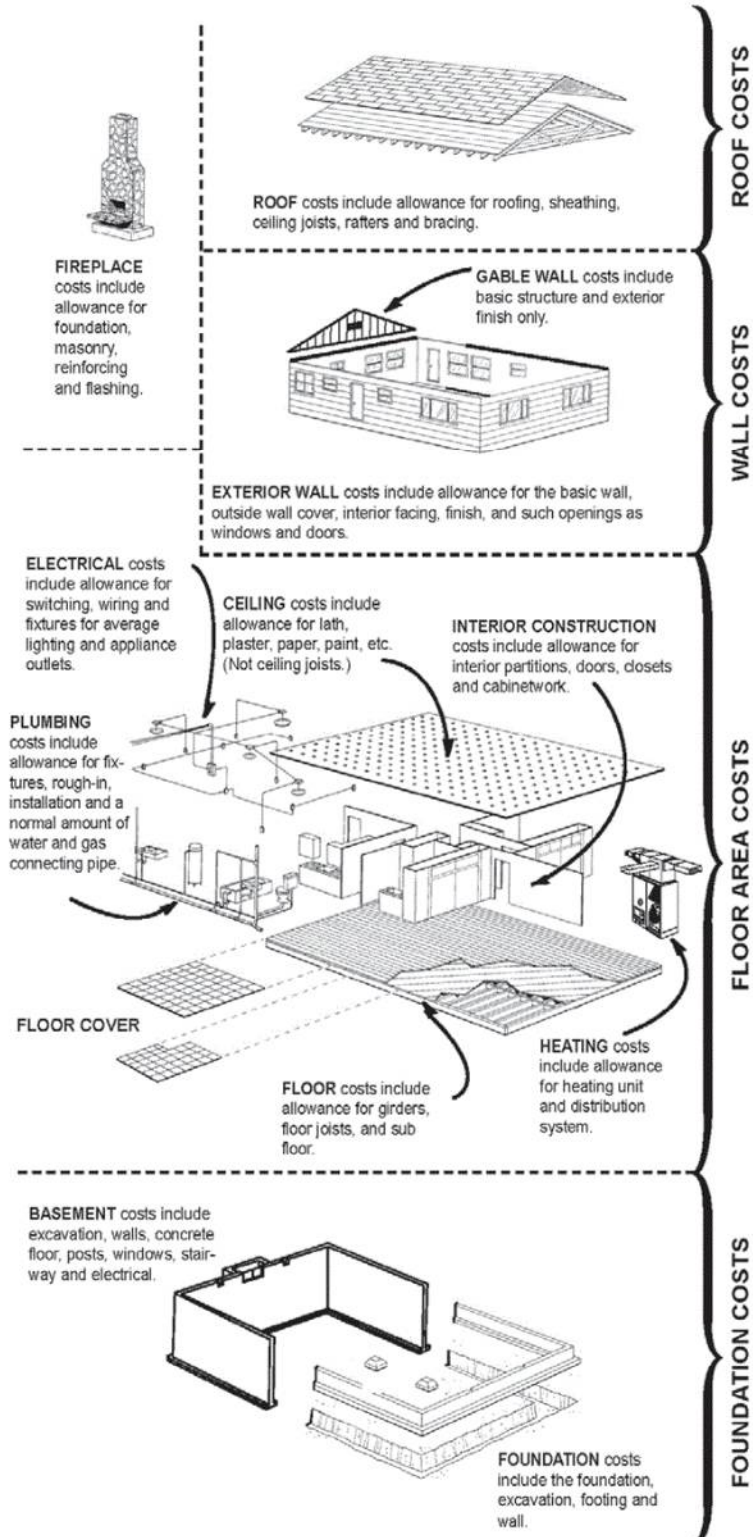 ROOF COSTS
ROOF costs include allowance for roofing, sheathing,
ceiling joists, rafters and bracing.
FIREPLACE
costs include
allowance for
foundation,
masonry,
reinforcing
and flashing.
WALL COSTS
GABLE WALL costs include
basic structure and exterior
finish only.
EXTERIOR WALL costs include allowance for the basic wall,
outside wall cover, interior facing, finish, and such openings as
windows and doors.
FLOOR AREA COSTS
ELECTRICAL costs
include allowance for
switching, wiring and
fixtures for average
lighting and appliance
outlets.
CEILING costs include
allowance for lath,
plaster, paper, paint, etc.
(Not ceiling joists.)
INTERIOR CONSTRUCTION
costs include allowance for
interior partitions, doors, closets
and cabinetwork.
PLUMBING
costs include
allowance for fix-
tures, rough-in,
installation and a
normal amount of
water and gas
connecting pipe.
FLOOR COVER
FLOOR costs include
allowance for girders,
floor joists, and sub
floor.
HEATING costs
include allowance
for heating unit
and distribution
system.
FOUNDATION COSTS
BASEMENT costs include
excavation, walls, concrete
floor, posts, windows, stair-
way and electrical.
FOUNDATION costs
include the foundation,
excavation, footing and
wall.